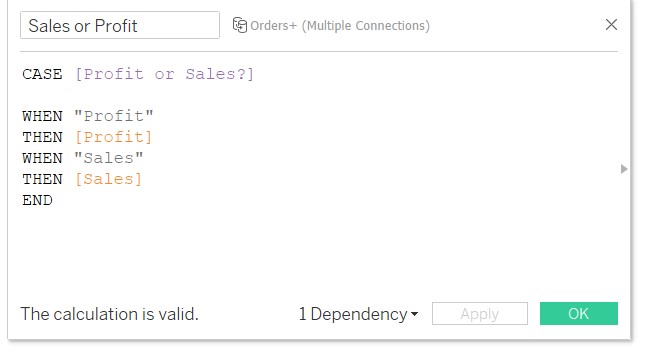 Sales or Profit
Orders+ (Multiple Connections)
CASE [Profit or Sales?]
WHEN "Profit"
THEN [Profit]
WHEN "Sales"
THEN [Sales]
END
The calculation is valid.
1 Dependency
Apply
OK